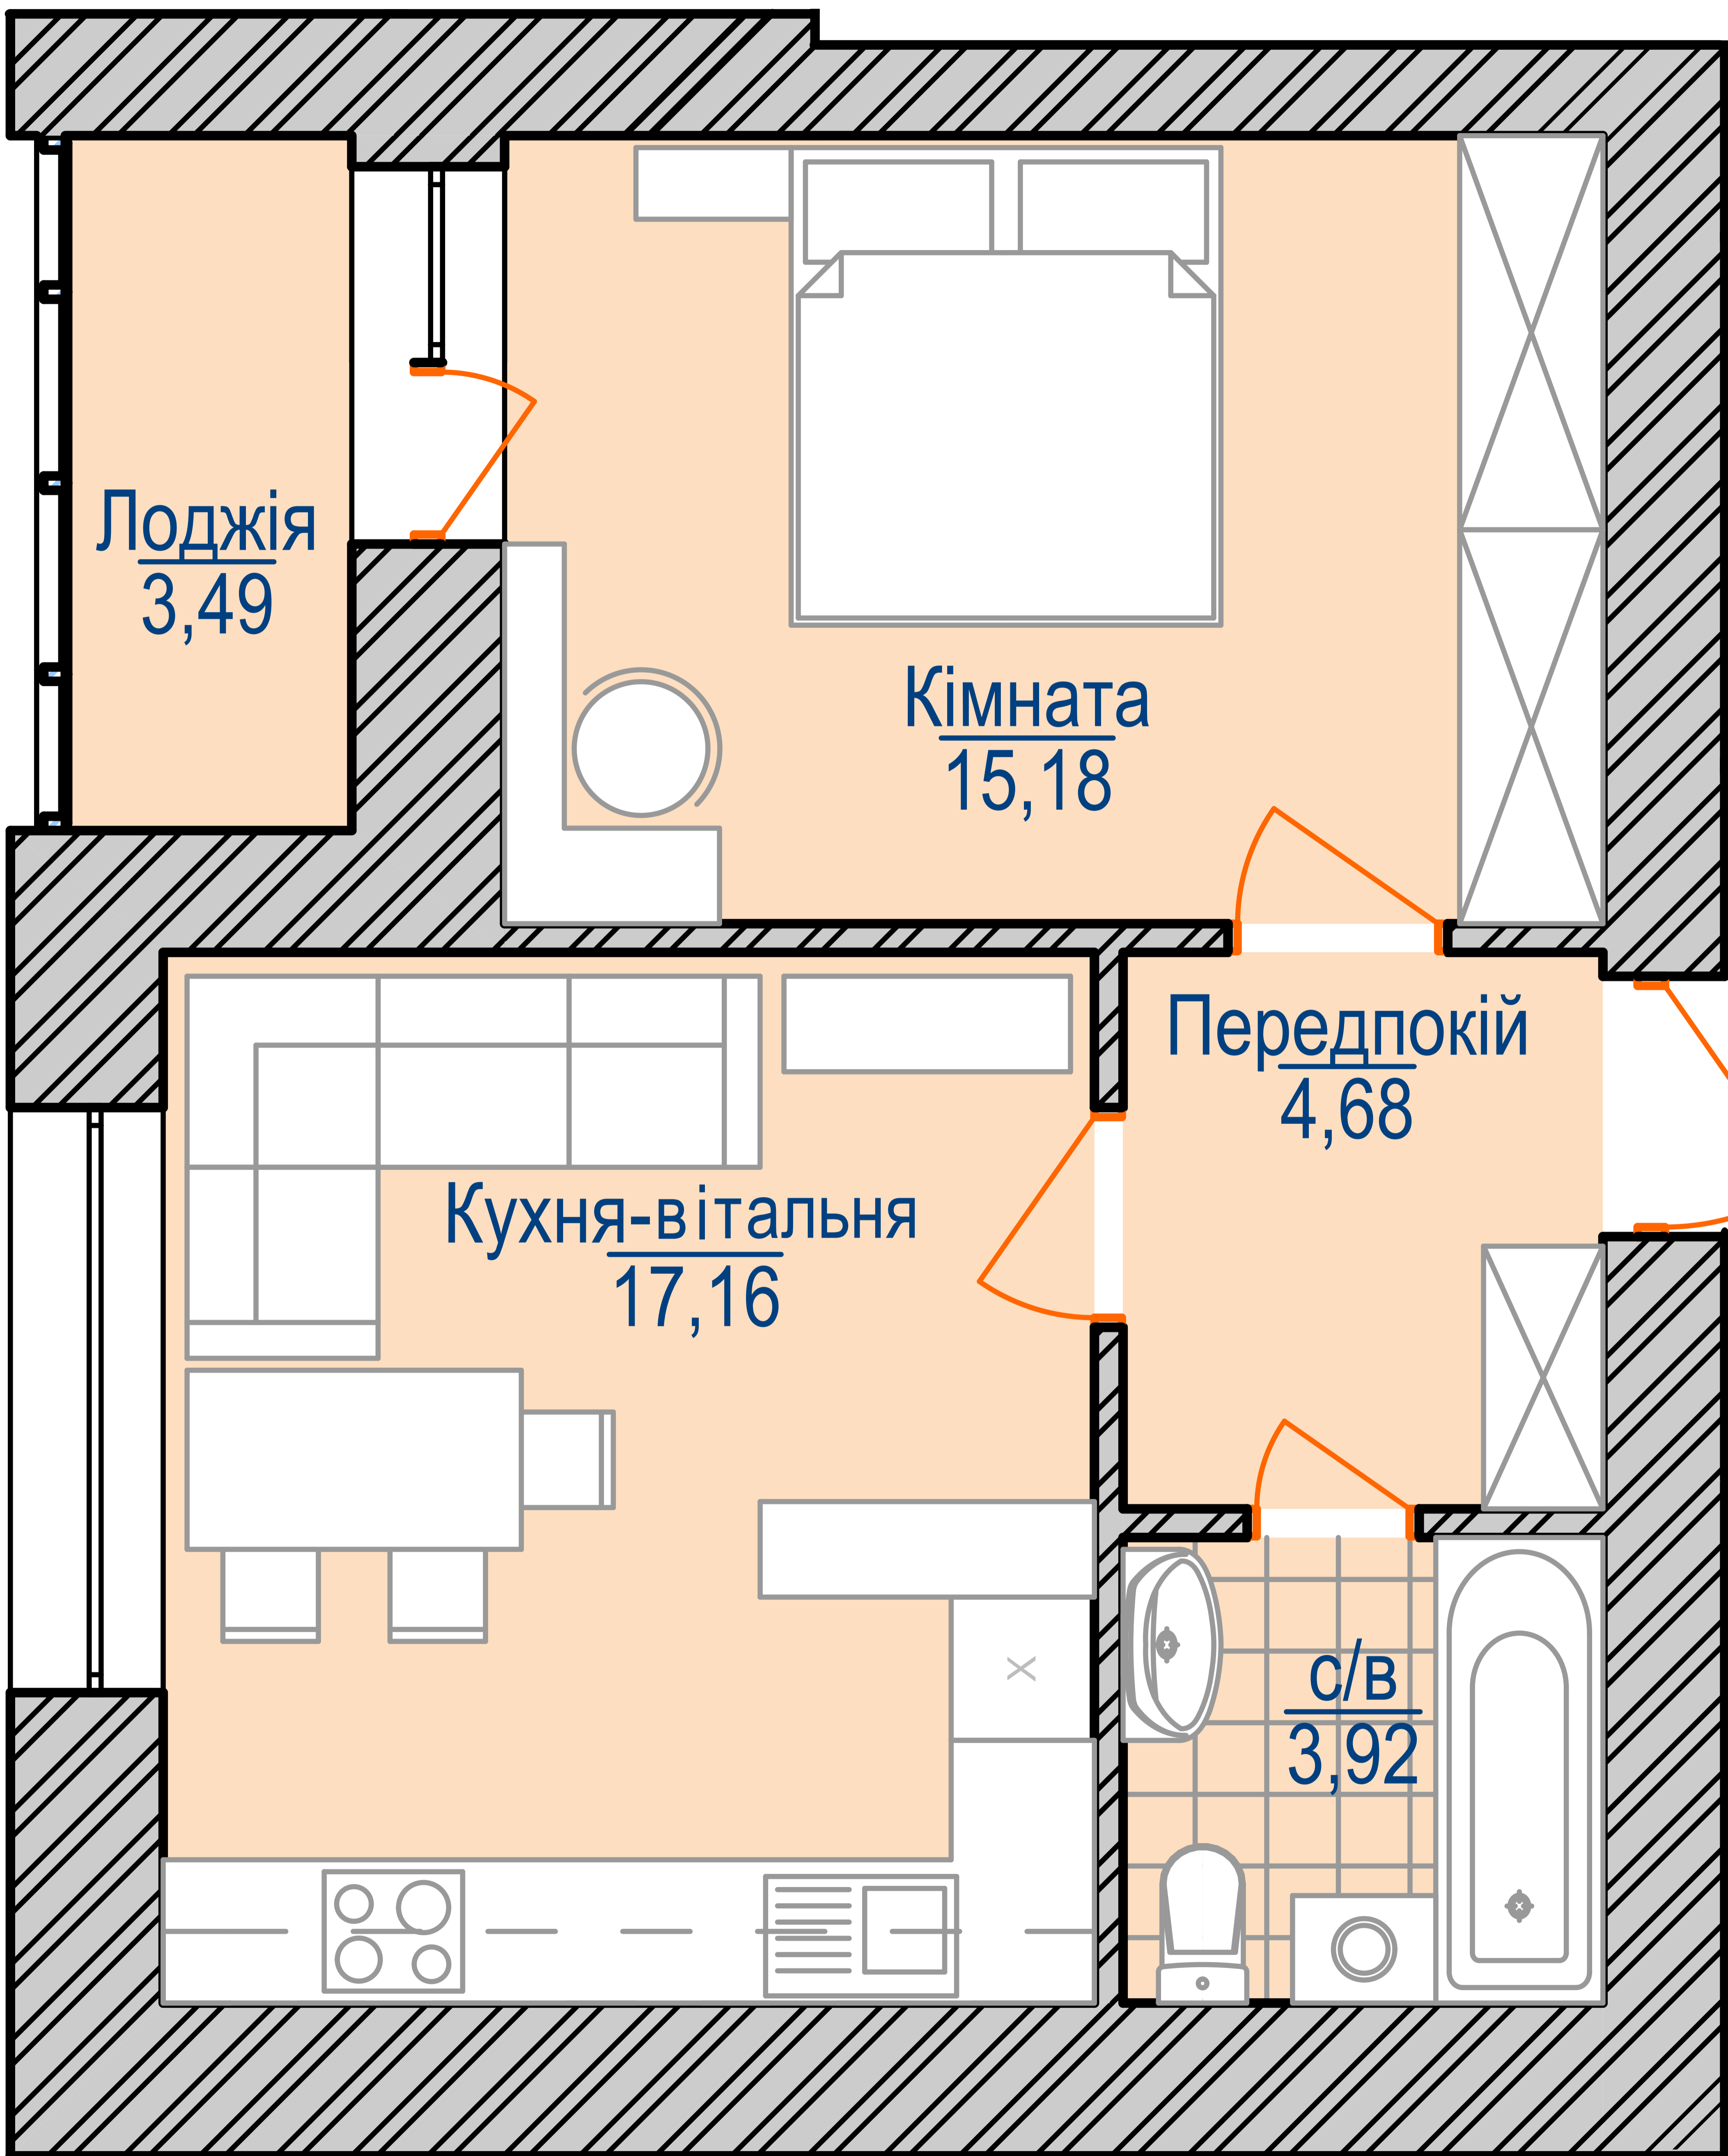 Лоджія
3,49
Кімната
15,18
Передпокій
4,68
Кухня-вітальня
17,16
с/в
3,92